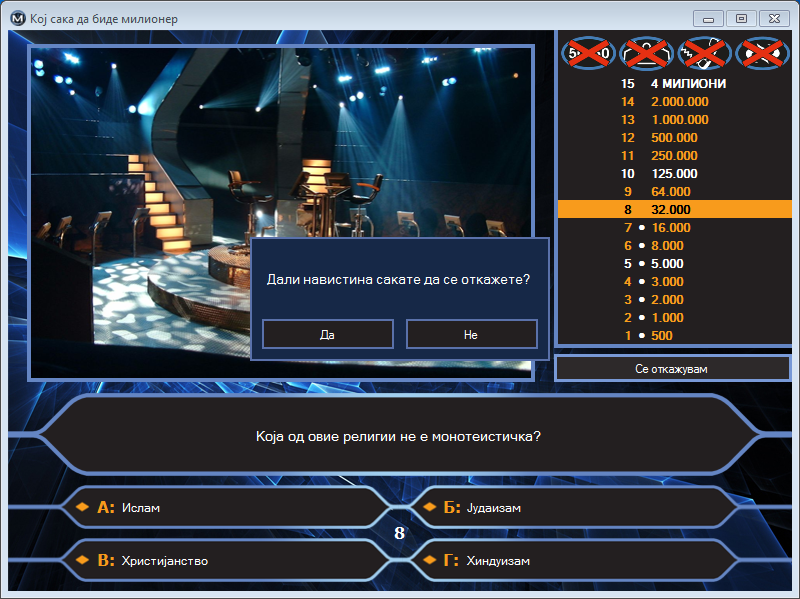 Кој сака да биде милионер
15 4 МИЛИОНИ
14 2.000.000
13 1.000.000
12 500.000
11 250.000
10 125.000
9 64.000
8 32.000
7 • 16.000
6 • 8.000
5 • 5.000
4 • 3.000
3 • 2.000
2 • 1.000
1 • 500
Дали навистина сакате да се откажете?
Да
Не
Се откажувам
Која од овие религии не е монотеистичка?
А: Ислам
Б: Јудаизам
8
В: Христијанство
Г: Хиндуизам